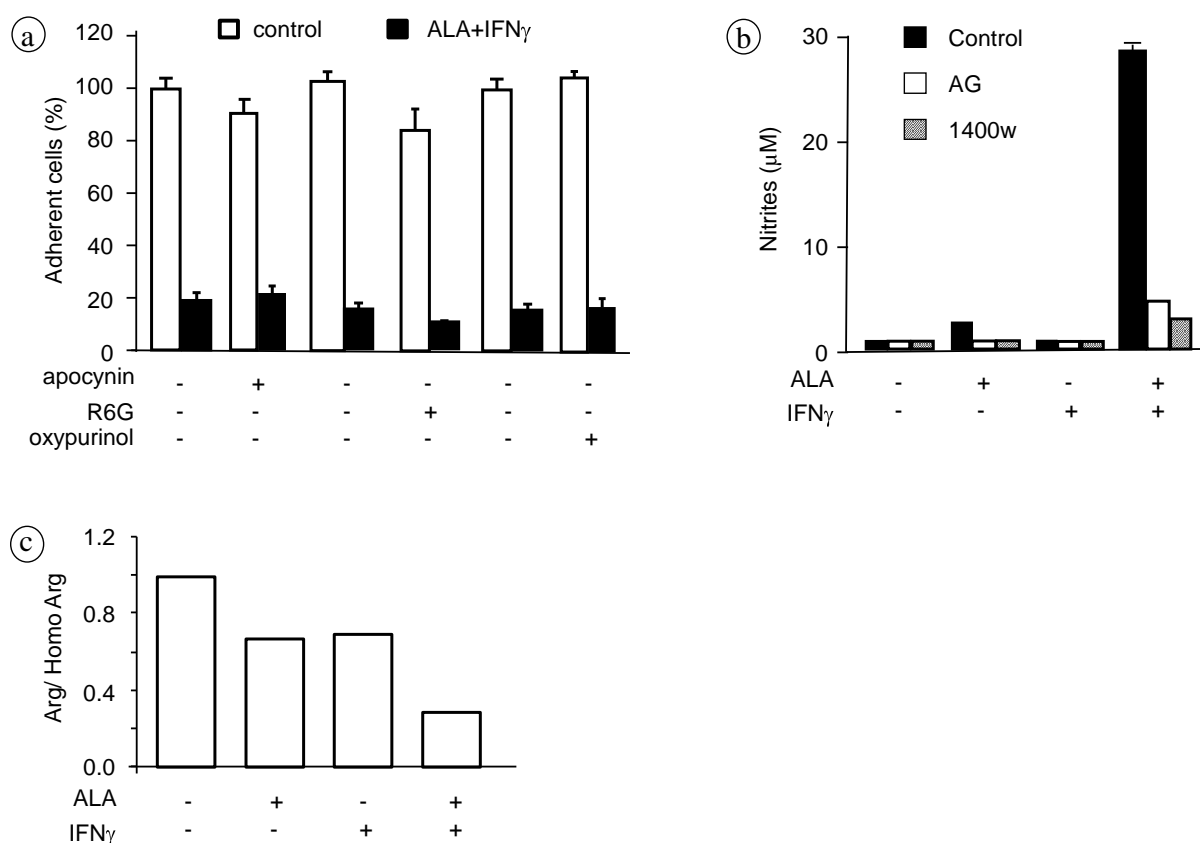 a
control ALA+IFNγ
Adherent cells (%)
120
100
80
60
40
20
0
apocynin - + - - - -
R6G - - - + - -
oxypurinol - - - - - +
b
Control
AG
1400w
Nitrites (μM)
30
20
10
0
ALA - + - +
IFNγ - - + +
c
Arg/ Homo Arg
1.2
0.8
0.4
0.0
ALA - + - +
IFNγ - - + +